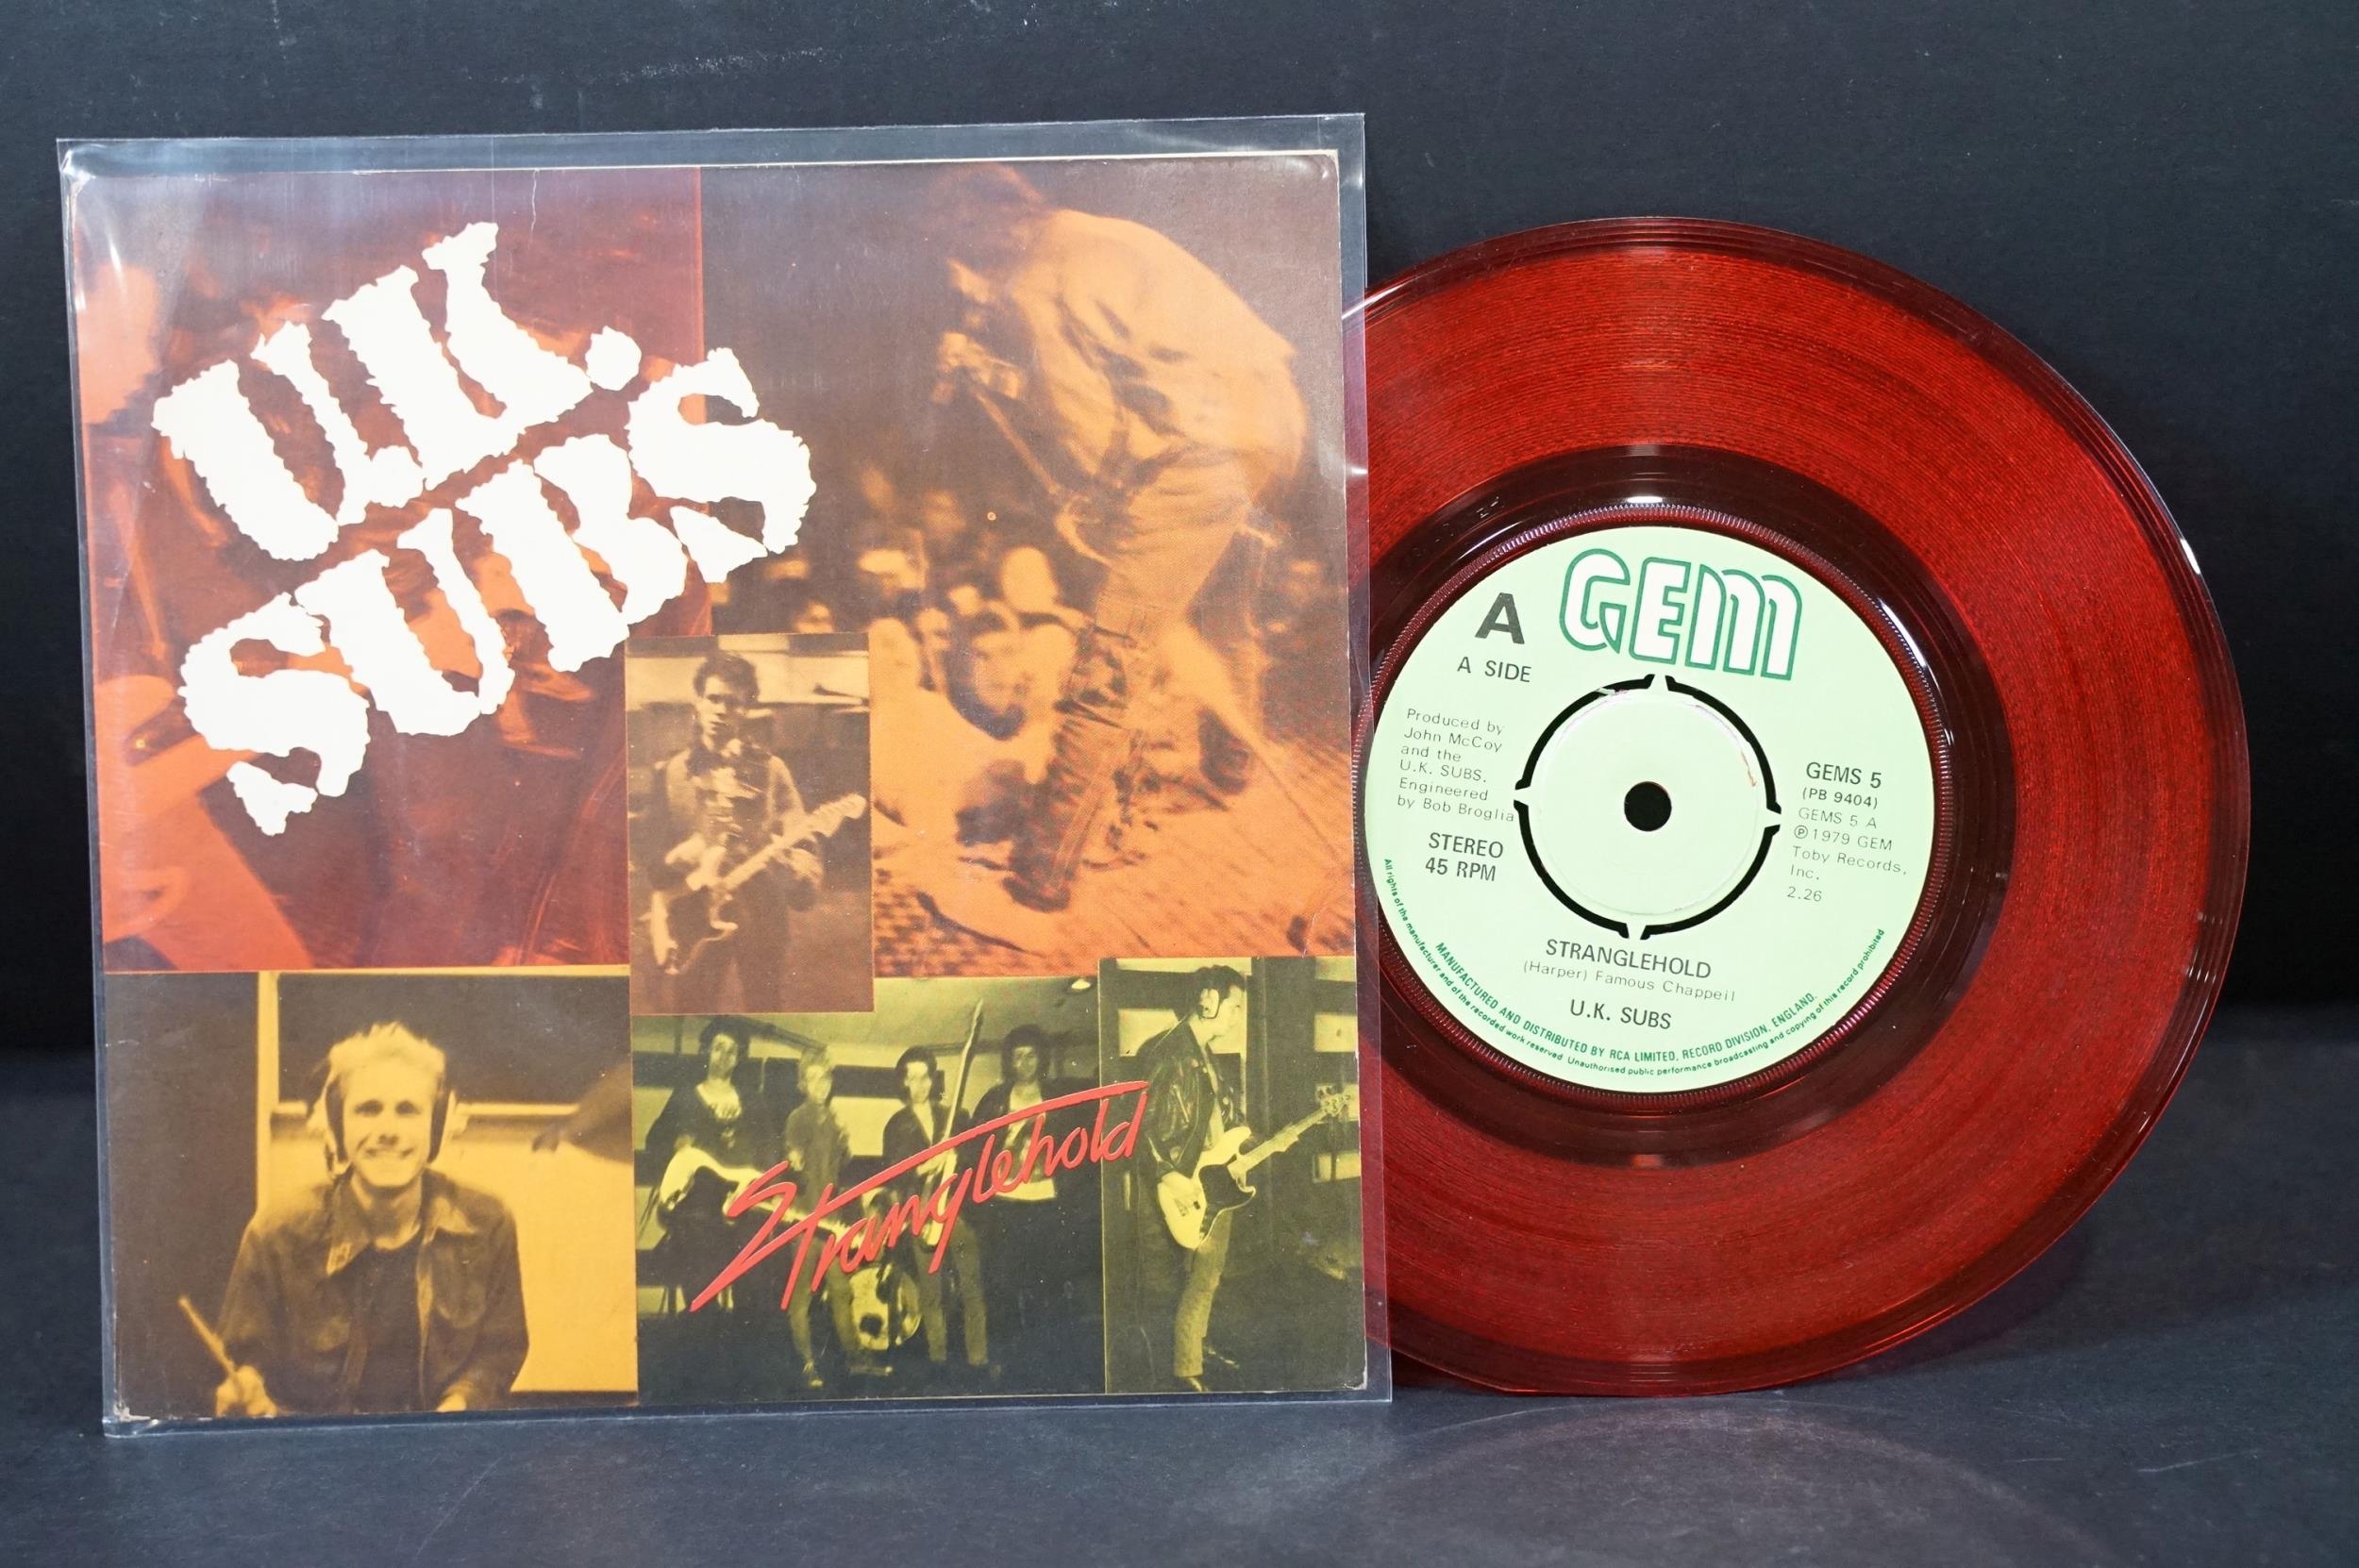 U.K.
SUBS
Stranglehold
GEM
A
A SIDE
Produced by
John McCoy
and the
U.K. SUBS.
Engineered
by Bob Broglia
STEREO
45 RPM
GEMS 5
(PB 9404)
GEMS 5 A
℗1979 GEM
Toby Records,
Inc.
2.26
STRANGLEHOLD
(Harper) Famous Chappell
U.K. SUBS
MANUFACTURED AND DISTRIBUTED BY RCA LIMITED, RECORD DIVISION, ENGLAND.
All rights of the manufacturer and of the recorded work reserved. Unauthorised public performance broadcasting and copying of this record prohibited